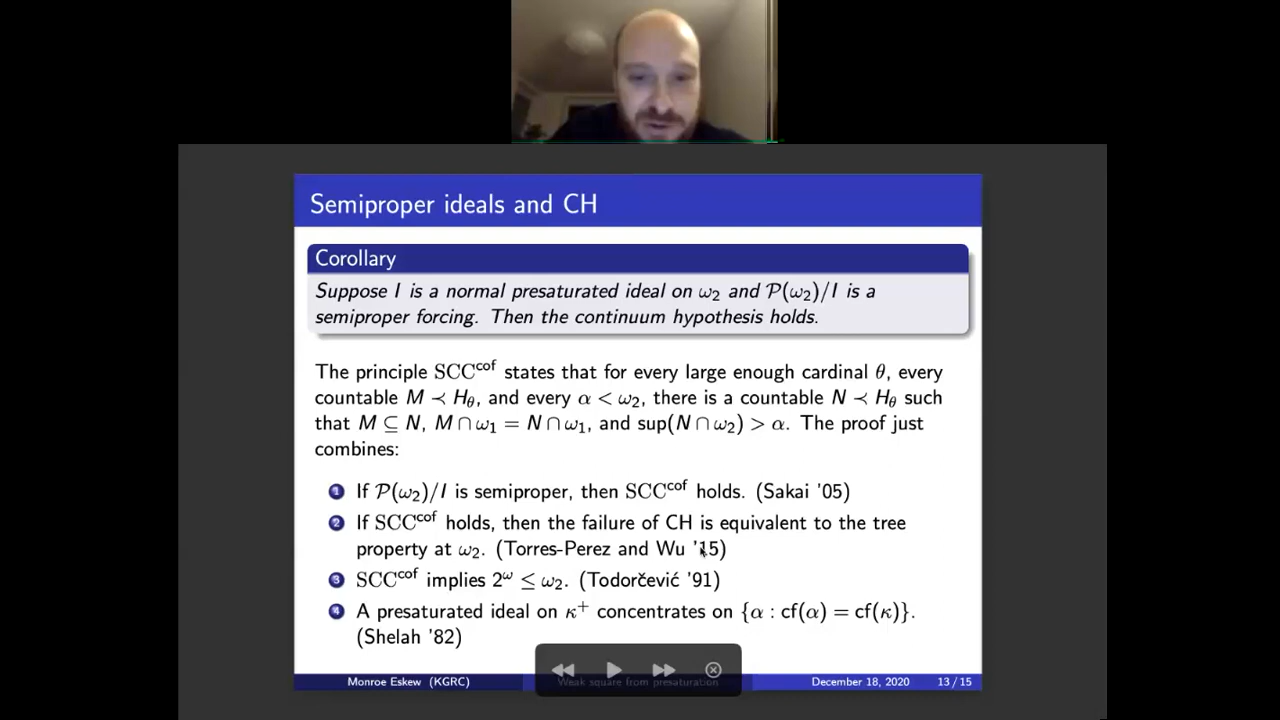 Semiproper ideals and CH
Corollary
Suppose I is a normal presaturated ideal on ω₂ and 𝒫(ω₂)/I is a
semiproper forcing. Then the continuum hypothesis holds.
The principle SCC^cof states that for every large enough cardinal θ, every
countable M ≺ H_θ, and every α < ω₂, there is a countable N ≺ H_θ such
that M ⊆ N, M ∩ ω₁ = N ∩ ω₁, and sup(N ∩ ω₂) > α. The proof just
combines:
1 If 𝒫(ω₂)/I is semiproper, then SCC^cof holds. (Sakai '05)
2 If SCC^cof holds, then the failure of CH is equivalent to the tree
property at ω₂. (Torres-Perez and Wu '15)
3 SCC^cof implies 2^ω ≤ ω₂. (Todorčević '91)
4 A presaturated ideal on κ⁺ concentrates on {α : cf(α) = cf(κ)}.
(Shelah '82)
Monroe Eskew (KGRC) Weak square from presaturation December 18, 2020 13 / 15